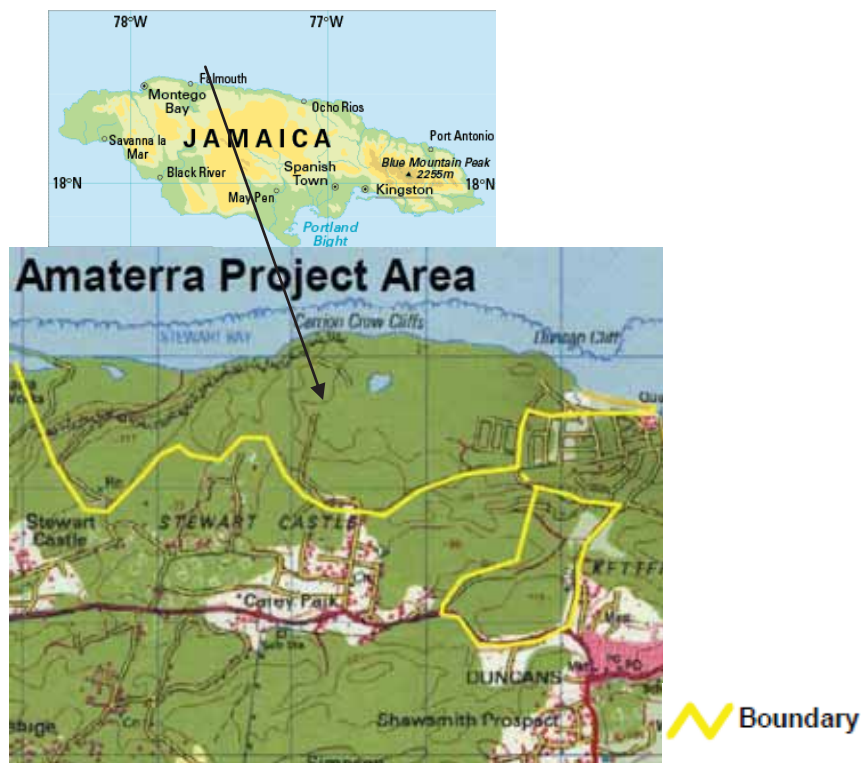 78°W
77°W
Falmouth
Montego
Bay
Ocho Rios
JAMAICA
Port Antonio
Savanna la
Mar
Blue Mountain Peak
2255m
Spanish
Town
Black River
18°N
18°N
May Pen
Kingston
Portland
Bight
Amaterra Project Area
Carrion Crow Cliffs
STEWART BAY
Duncan Cliff
Stewart
Castle
STEWART CASTLE
Carey Park
DUNCANS
Shawsmith Prospect
Boundary